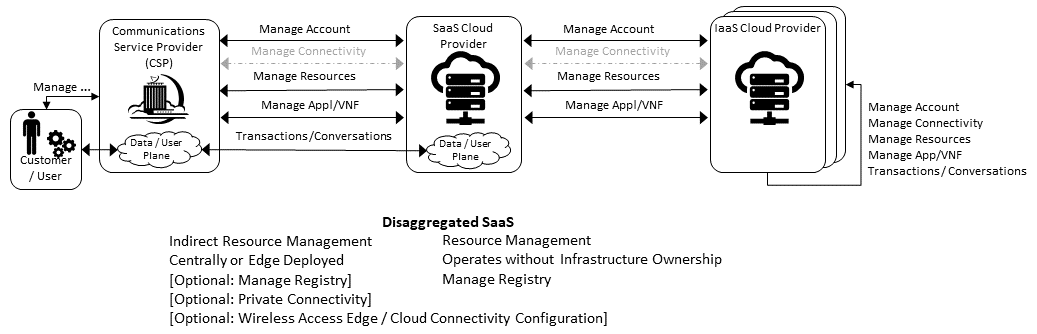 Communications
Service Provider
(CSP)
Manage Account
Manage Connectivity
Manage Resources
Manage Appl/VNF
Transactions/Conversations
SaaS Cloud
Provider
Manage Account
Manage Connectivity
Manage Resources
Manage Appl/VNF
IaaS Cloud Provider
Manage ...
Customer
/ User
Data / User
Plane
Data / User
Plane
Manage Account
Manage Connectivity
Manage Resources
Manage App/VNF
Transactions / Conversations
Disaggregated SaaS
Indirect Resource Management
Centrally or Edge Deployed
[Optional: Manage Registry]
[Optional: Private Connectivity]
[Optional: Wireless Access Edge / Cloud Connectivity Configuration]
Resource Management
Operates without Infrastructure Ownership
Manage Registry